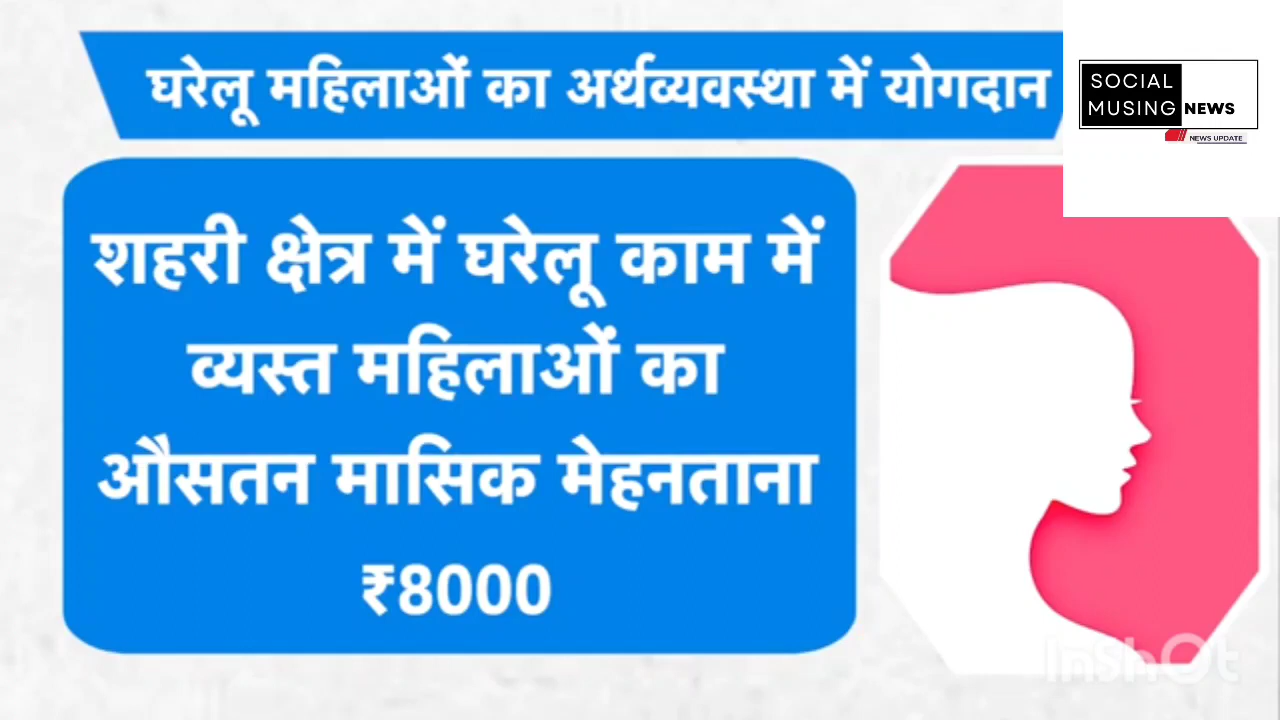 घरेलू महिलाओं का अर्थव्यवस्था में योगदान
SOCIAL
MUSING NEWS
NEWS UPDATE
शहरी क्षेत्र में घरेलू काम में
व्यस्त महिलाओं का
औसतन मासिक मेहनताना
₹8000
InShOt